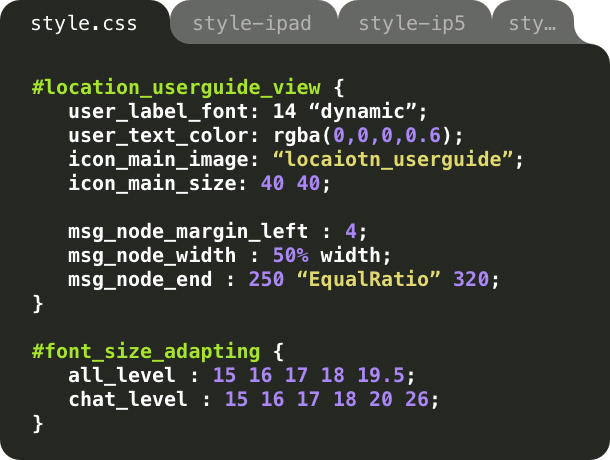 style.css style-ipad style-ip5 sty…
#location_userguide_view {
user_label_font: 14 “dynamic”;
user_text_color: rgba(0,0,0,0.6);
icon_main_image: “locaiotn_userguide”;
icon_main_size: 40 40;
msg_node_margin_left : 4;
msg_node_width : 50% width;
msg_node_end : 250 “EqualRatio” 320;
}
#font_size_adapting {
all_level : 15 16 17 18 19.5;
chat_level : 15 16 17 18 20 26;
}